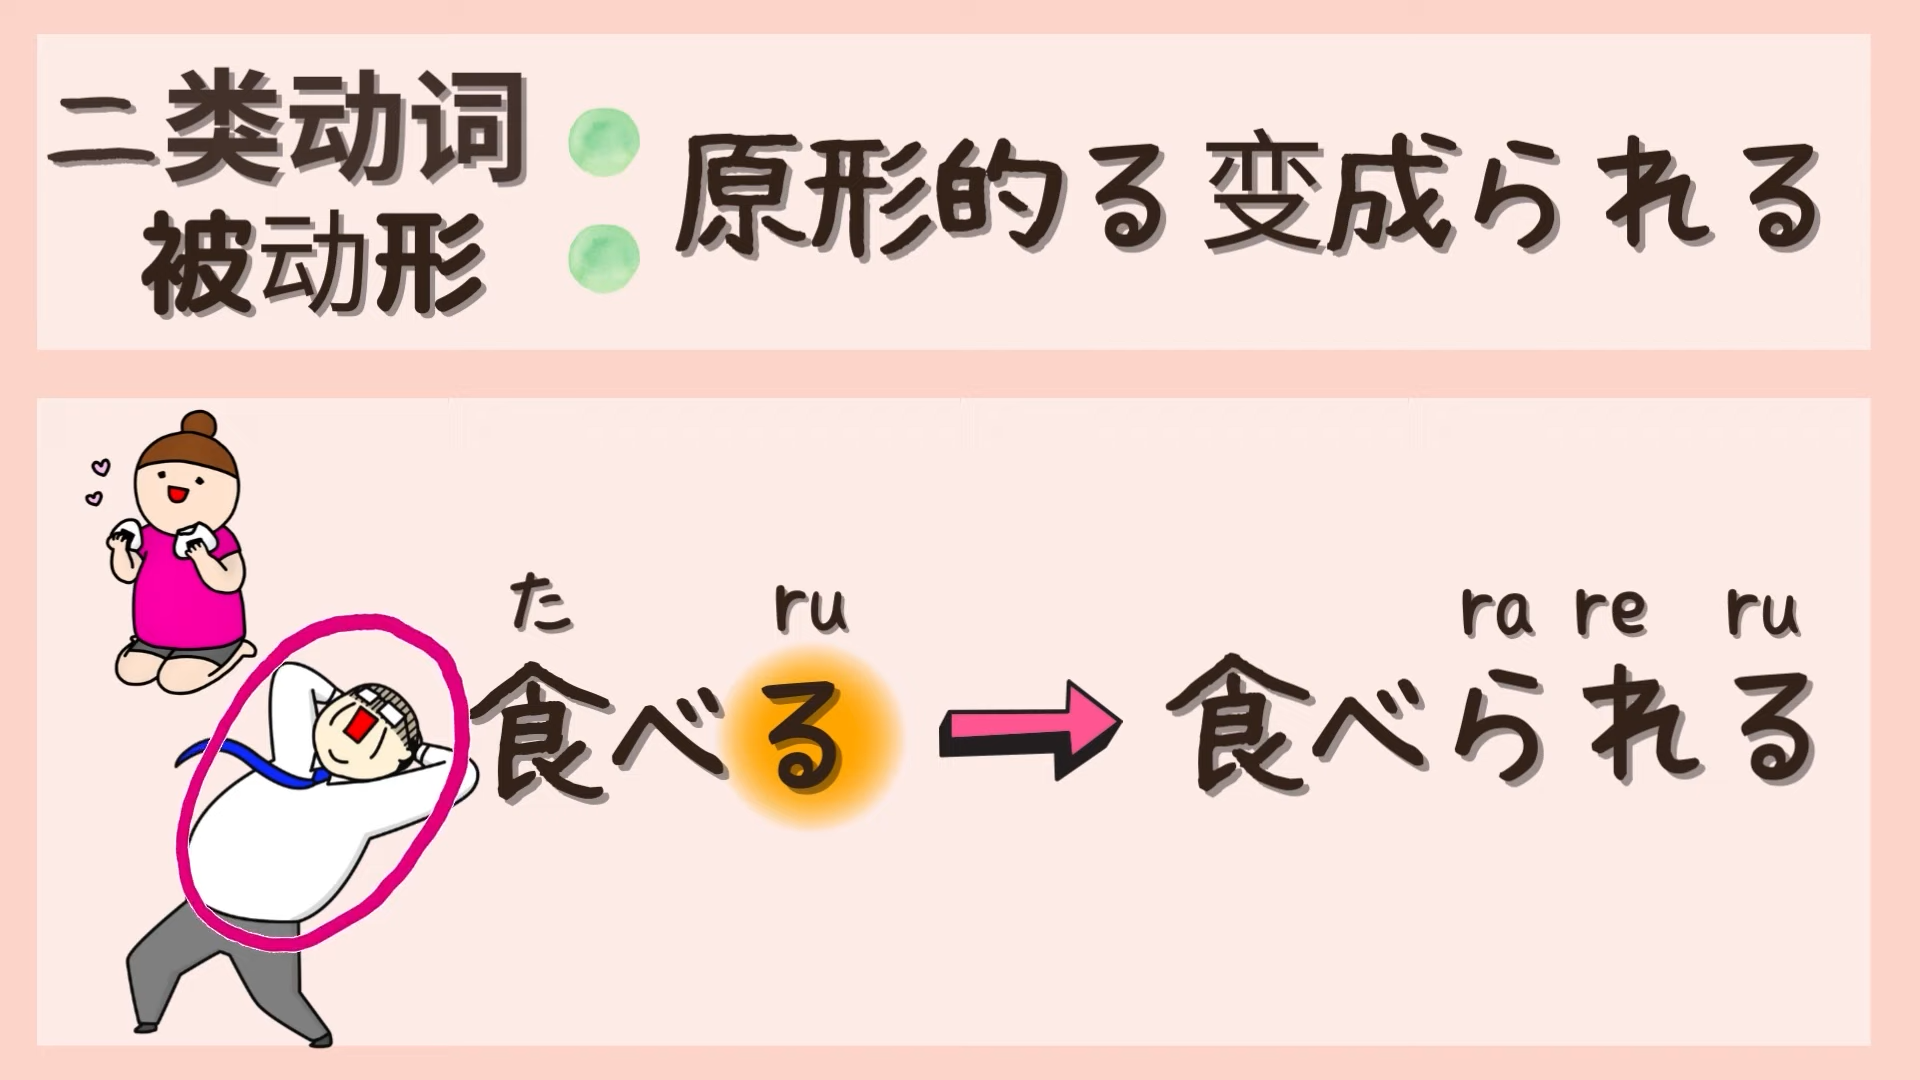 二类动词
被动形
原形的る变成られる
た ru
食べる
ra re ru
食べられる